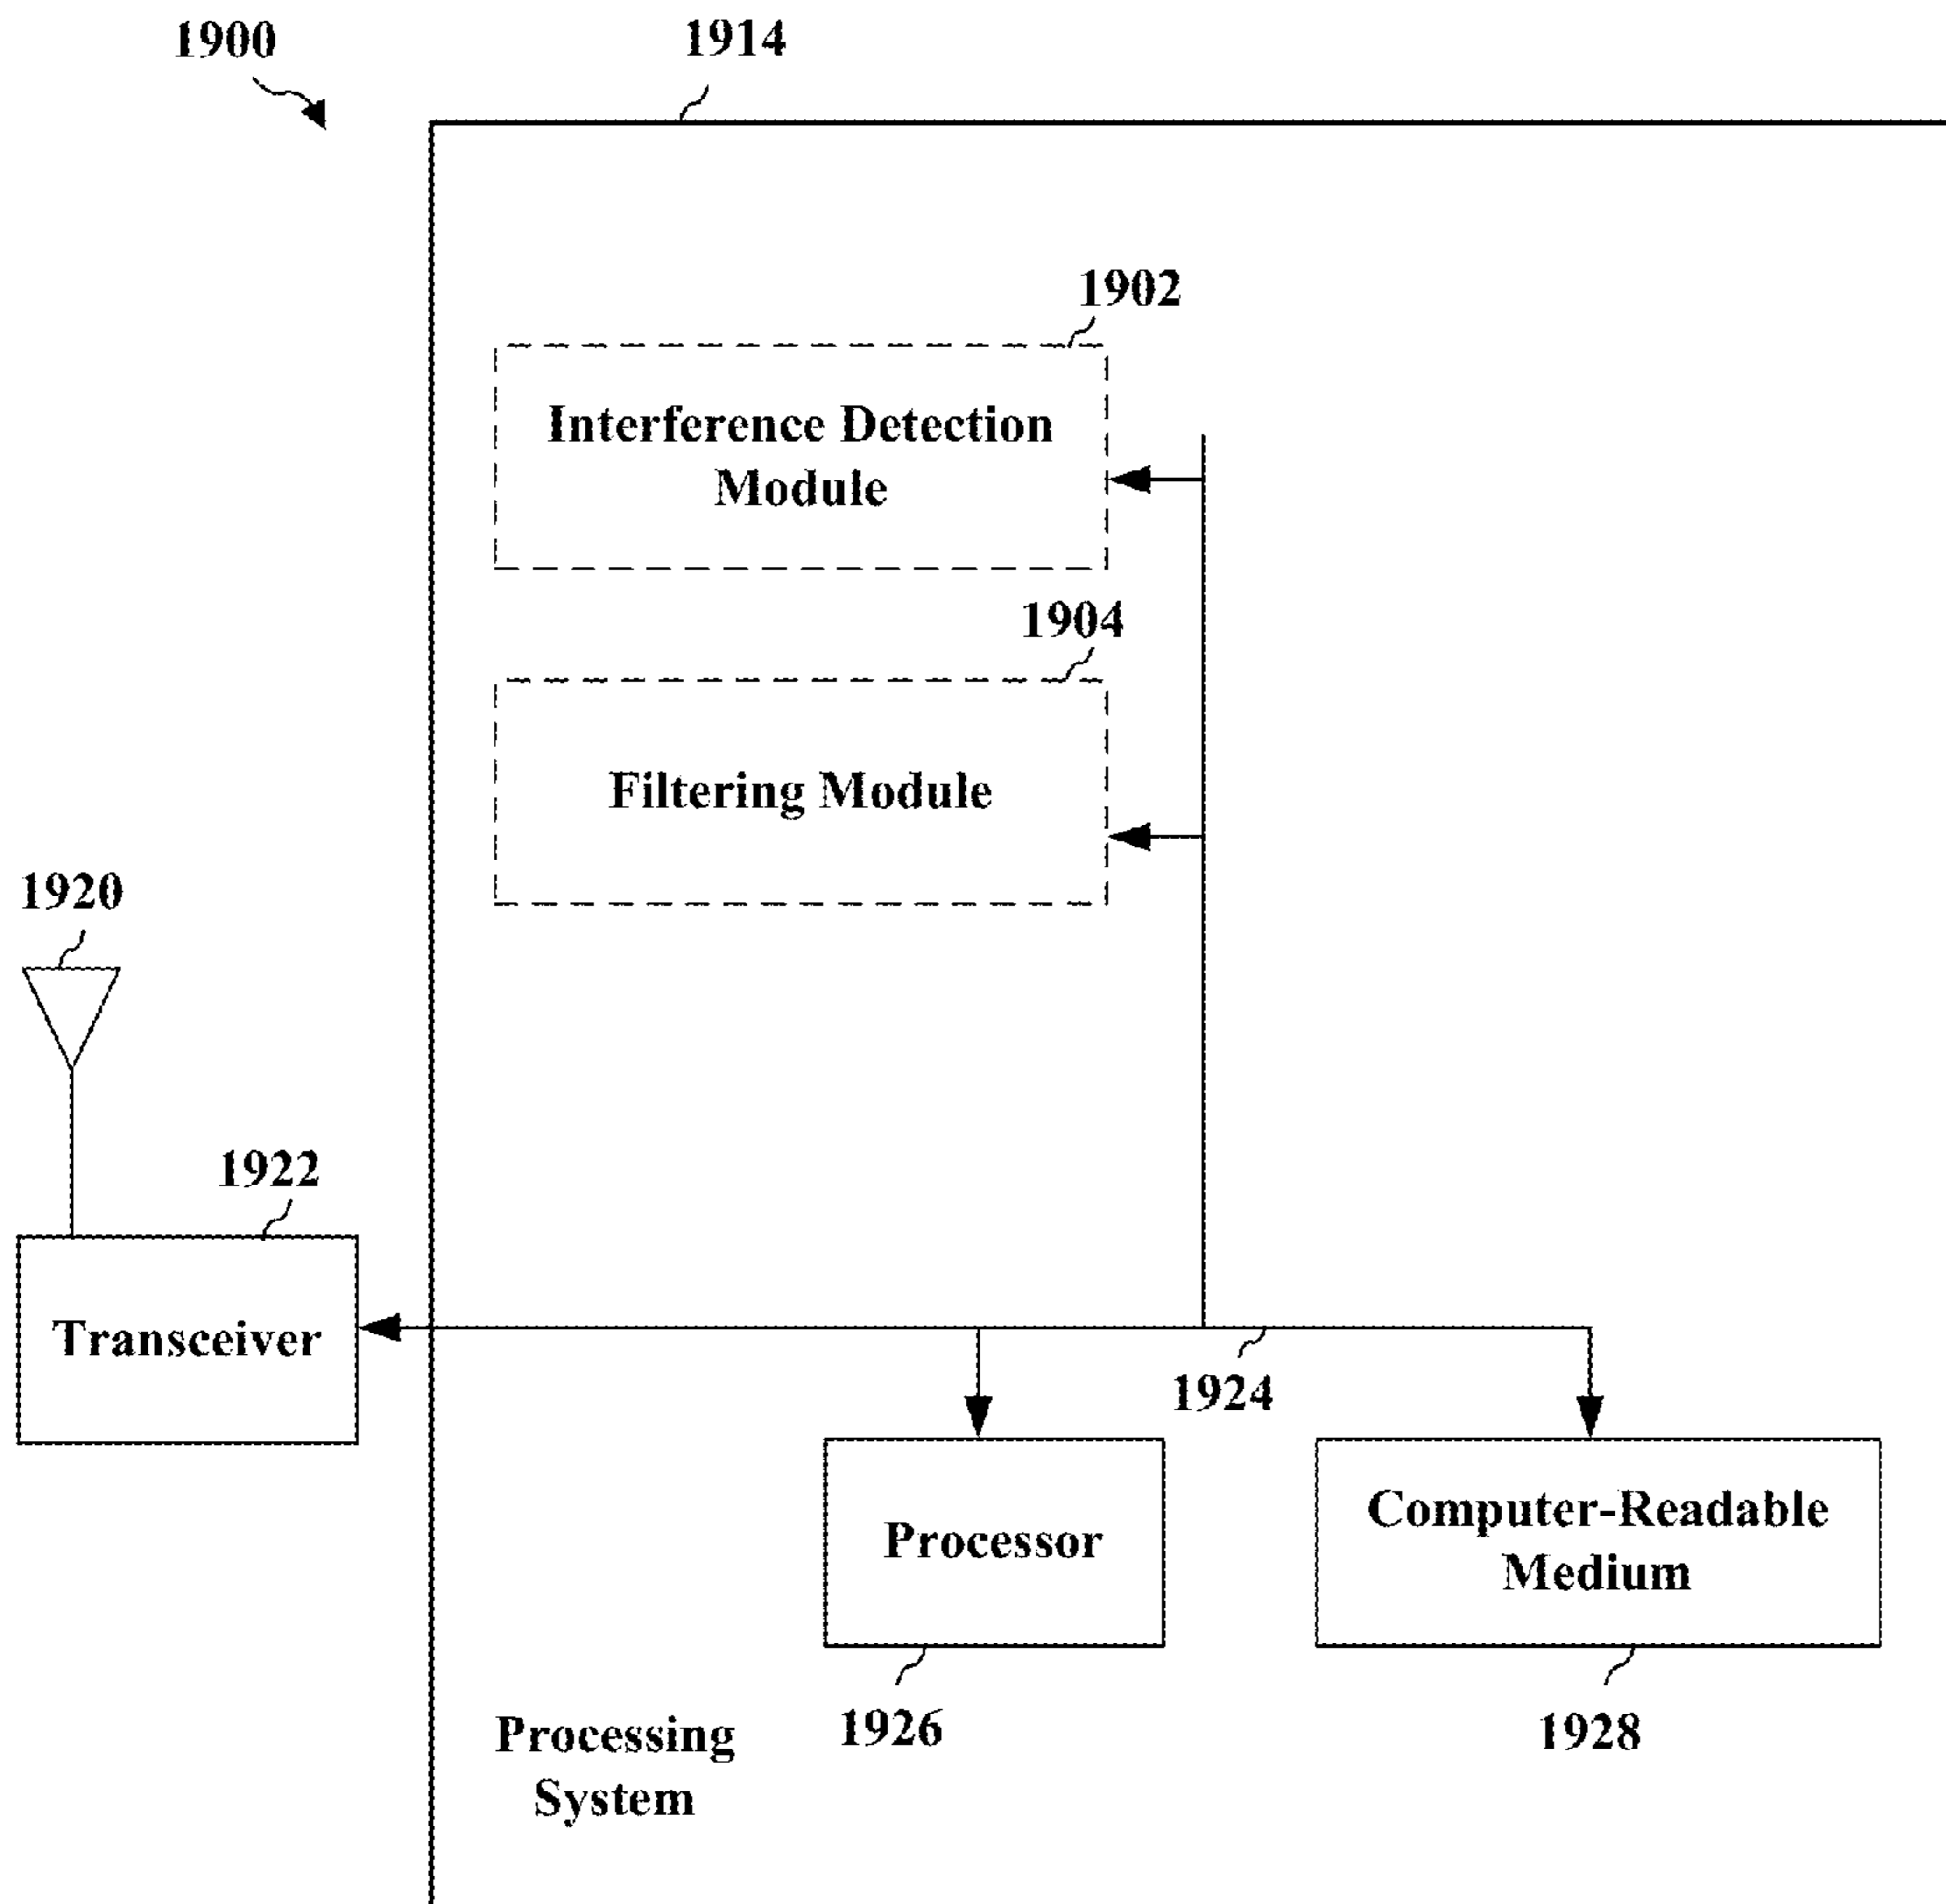 1900
1914
1902
Interference Detection
Module
1904
Filtering Module
1920
1922
Transceiver
1924
Processor
Computer-Readable
Medium
1926
1928
Processing
System